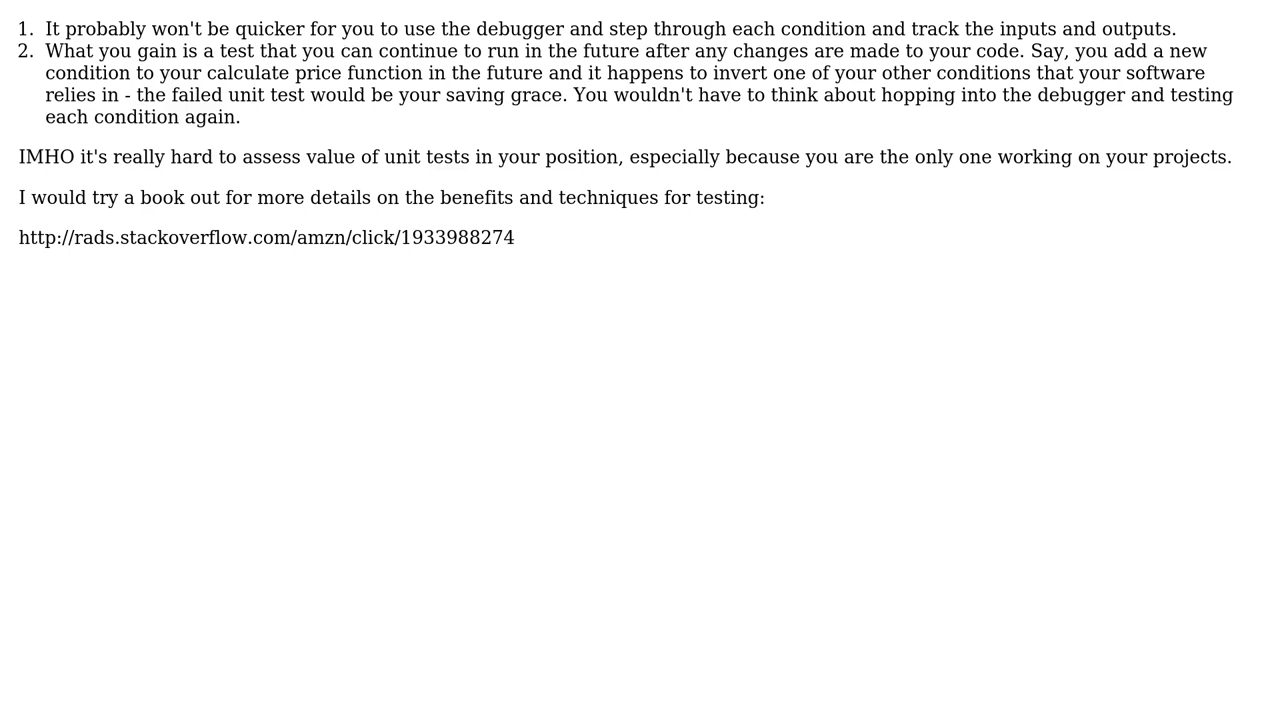 1. It probably won't be quicker for you to use the debugger and step through each condition and track the inputs and outputs.
2. What you gain is a test that you can continue to run in the future after any changes are made to your code. Say, you add a new
condition to your calculate price function in the future and it happens to invert one of your other conditions that your software
relies in - the failed unit test would be your saving grace. You wouldn't have to think about hopping into the debugger and testing
each condition again.
IMHO it's really hard to assess value of unit tests in your position, especially because you are the only one working on your projects.
I would try a book out for more details on the benefits and techniques for testing:
http://rads.stackoverflow.com/amzn/click/1933988274